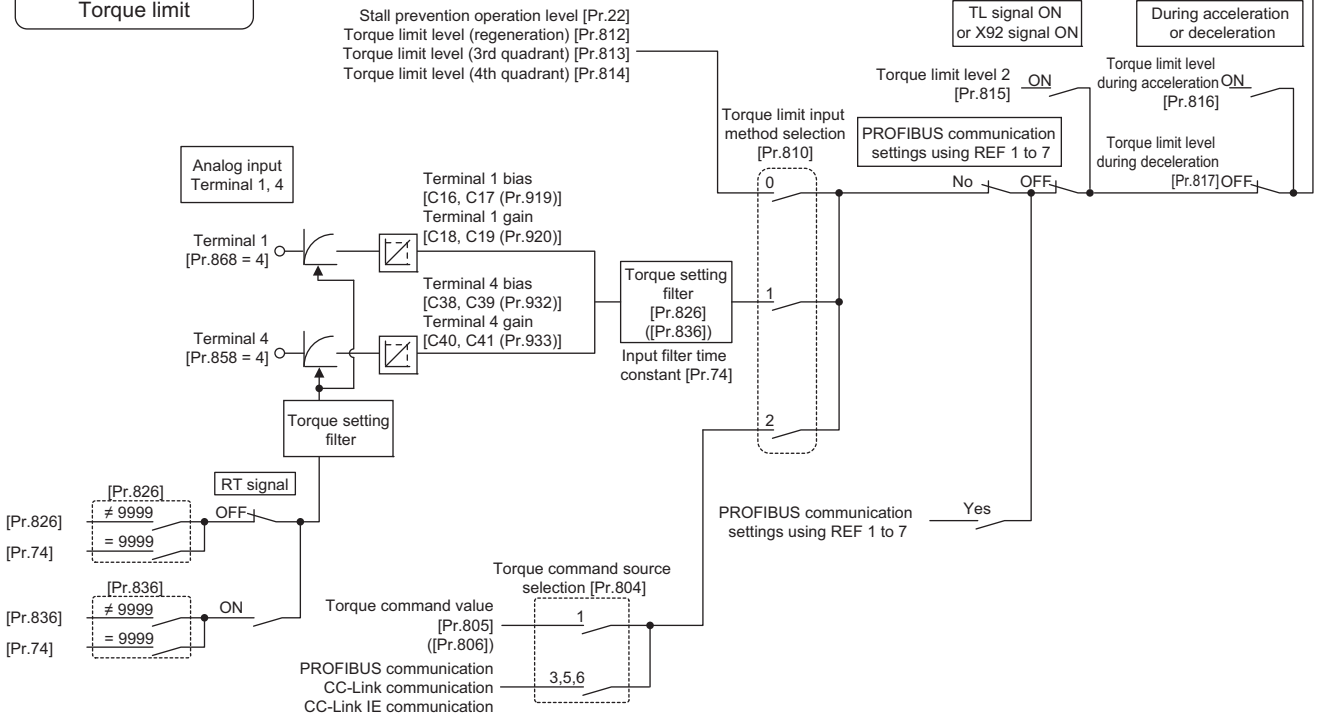 Torque limit
Stall prevention operation level [Pr.22]
Torque limit level (regeneration) [Pr.812]
Torque limit level (3rd quadrant) [Pr.813]
Torque limit level (4th quadrant) [Pr.814]
TL signal ON
or X92 signal ON
During acceleration
or deceleration
Torque limit level 2
[Pr.815]
ON
Torque limit level
during acceleration
[Pr.816]
ON
Torque limit input
method selection
[Pr.810]
PROFIBUS communication
settings using REF 1 to 7
Torque limit level
during deceleration
[Pr.817]
OFF
No
OFF
0
Analog input
Terminal 1, 4
Terminal 1 bias
[C16, C17 (Pr.919)]
Terminal 1 gain
[C18, C19 (Pr.920)]
Terminal 1
[Pr.868 = 4]
Terminal 4 bias
[C38, C39 (Pr.932)]
Terminal 4 gain
[C40, C41 (Pr.933)]
Terminal 4
[Pr.858 = 4]
Torque setting
filter
[Pr.826]
([Pr.836])
Input filter time
constant [Pr.74]
1
2
Torque setting
filter
RT signal
[Pr.826]
[Pr.826]
≠ 9999
OFF
[Pr.74]
= 9999
[Pr.836]
[Pr.836]
≠ 9999
ON
[Pr.74]
= 9999
PROFIBUS communication
settings using REF 1 to 7
Yes
Torque command source
selection [Pr.804]
Torque command value
[Pr.805]
([Pr.806])
1
PROFIBUS communication
CC-Link communication
CC-Link IE communication
3,5,6